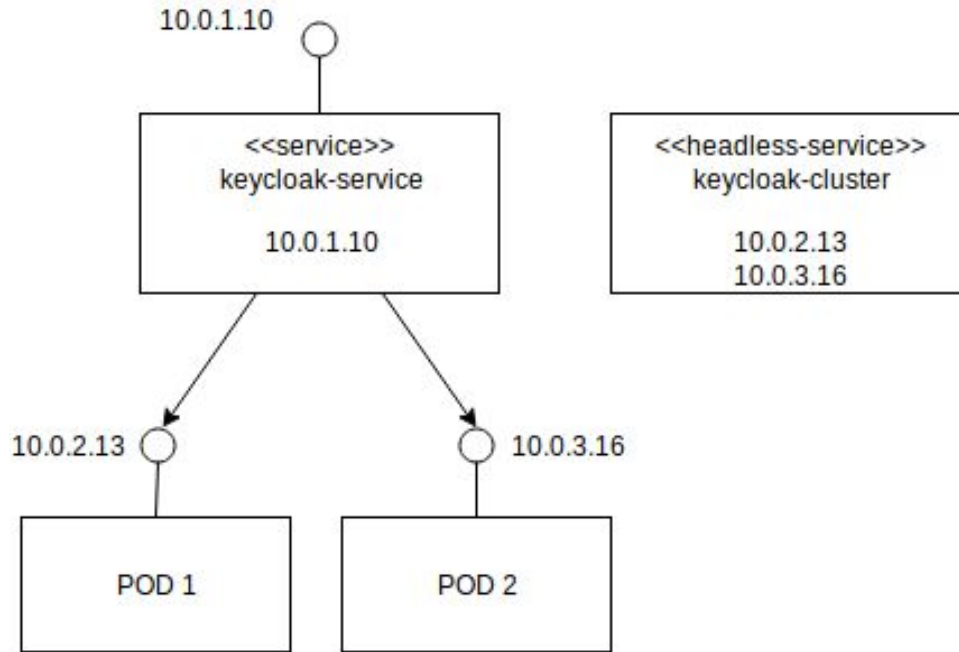 10.0.1.10
<<service>>
keycloak-service
10.0.1.10
<<headless-service>>
keycloak-cluster
10.0.2.13
10.0.3.16
10.0.2.13
10.0.3.16
POD 1
POD 2